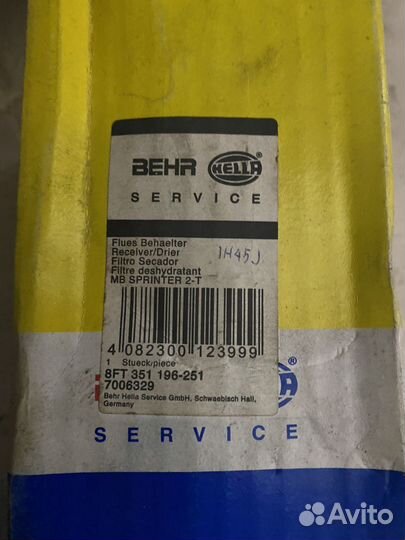 BEHR HELLA
SERVICE
Flues Behaelter
Receiver/Drier
Filtro Secador
Filtre deshydratant
MB SPRINTER 2-T
1H45J
4 082300 123999
1 Stueck/piece
8FT 351 196-251
7006329
Behr Hella Service GmbH, Schwaebisch Hall,
Germany
HELLA
SERVICE
Avito